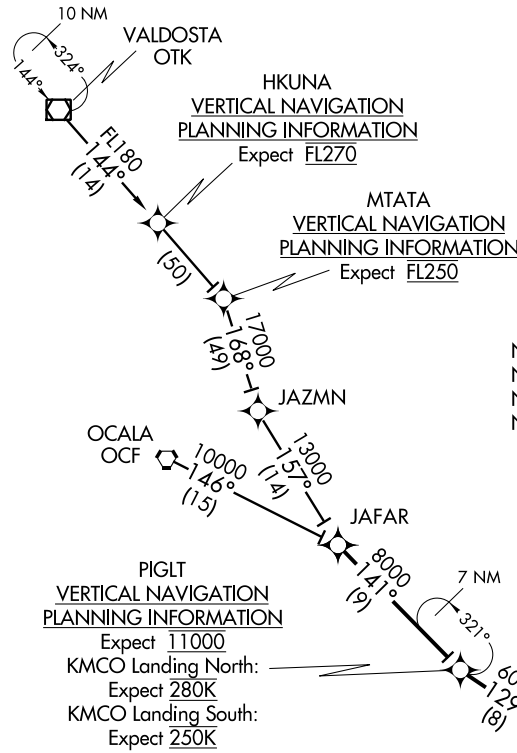 10 NM
324°
144°
VALDOSTA
OTK
FL180
144°
(14)
HKUNA
VERTICAL NAVIGATION
PLANNING INFORMATION
Expect FL270
(50)
MTATA
VERTICAL NAVIGATION
PLANNING INFORMATION
Expect FL250
17000
168°
(49)
JAZMN
OCALA
OCF
10000
146°
(15)
13000
157°
(14)
JAFAR
8000
141°
(9)
7 NM
321°
PIGLT
VERTICAL NAVIGATION
PLANNING INFORMATION
Expect 11000
KMCO Landing North:
Expect 280K
KMCO Landing South:
Expect 250K
129
(8)